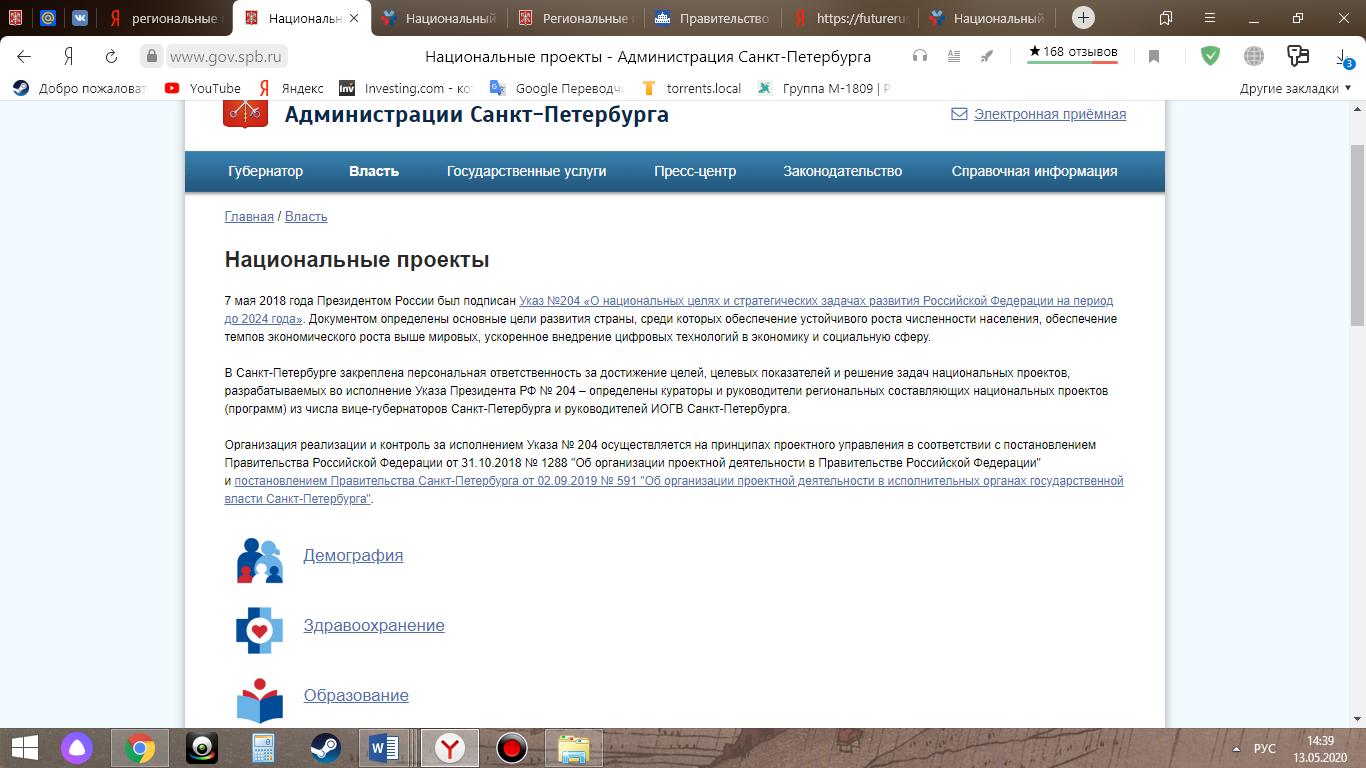 региональные
Национальнь
Национальный
Региональные
Правительство
https://futureru
Национальный
www.gov.spb.ru
Национальные проекты - Администрация Санкт-Петербурга
★168 отзывов
3
Добро пожаловат
YouTube
Яндекс
Investing.com - кот
Google Переводчи
torrents.local
Группа М-1809 | Р
Другие закладки
Администрации Санкт-Петербурга
Электронная приёмная
Губернатор Власть Государственные услуги Пресс-центр Законодательство Справочная информация
Главная / Власть
Национальные проекты
7 мая 2018 года Президентом России был подписан Указ №204 «О национальных целях и стратегических задачах развития Российской Федерации на период
до 2024 года». Документом определены основные цели развития страны, среди которых обеспечение устойчивого роста численности населения, обеспечение
темпов экономического роста выше мировых, ускоренное внедрение цифровых технологий в экономику и социальную сферу.
В Санкт-Петербурге закреплена персональная ответственность за достижение целей, целевых показателей и решение задач национальных проектов,
разрабатываемых во исполнение Указа Президента РФ № 204 – определены кураторы и руководители региональных составляющих национальных проектов
(программ) из числа вице-губернаторов Санкт-Петербурга и руководителей ИОГВ Санкт-Петербурга.
Организация реализации и контроль за исполнением Указа № 204 осуществляется на принципах проектного управления в соответствии с постановлением
Правительства Российской Федерации от 31.10.2018 № 1288 "Об организации проектной деятельности в Правительстве Российской Федерации"
и постановлением Правительства Санкт-Петербурга от 02.09.2019 № 591 "Об организации проектной деятельности в исполнительных органах государственной
власти Санкт-Петербурга".
Демография
Здравоохранение
Образование
РУС
14:39
13.05.2020